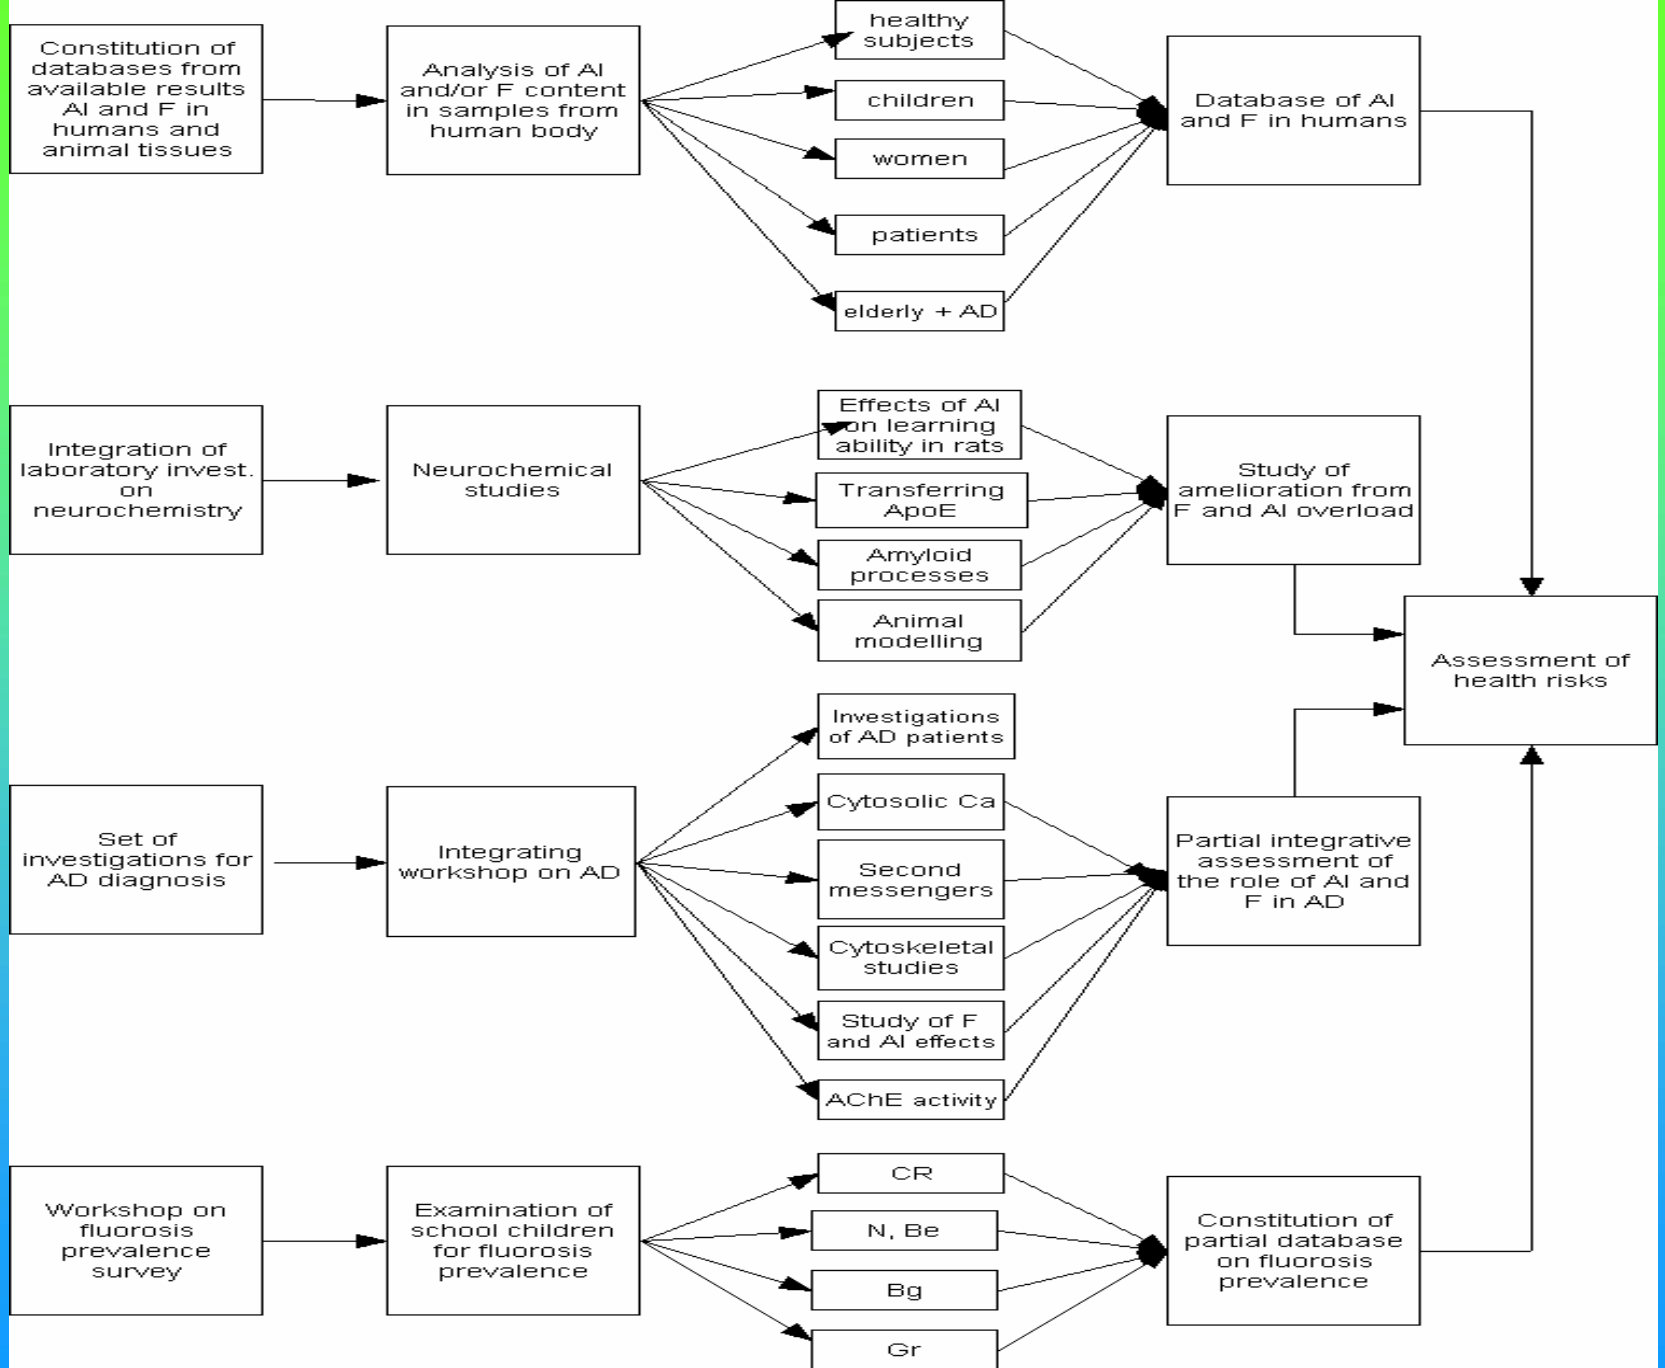 Constitution of
databases from
available results
Al and F in
humans and
animal tissues
Analysis of Al
and/or F content
in samples from
human body
healthy
subjects
children
women
patients
elderly + AD
Database of Al
and F in humans
Integration of
laboratory invest.
on
neurochemistry
Neurochemical
studies
Effects of Al
on learning
ability in rats
Transferring
ApoE
Amyloid
processes
Animal
modelling
Study of
amelioration from
F and Al overload
Assessment of
health risks
Set of
investigations for
AD diagnosis
Integrating
workshop on AD
Investigations
of AD patients
Cytosolic Ca
Second
messengers
Cytoskeletal
studies
Study of F
and Al effects
AChE activity
Partial integrative
assessment of
the role of Al and
F in AD
Workshop on
fluorosis
prevalence
survey
Examination of
school children
for fluorosis
prevalence
CR
N, Be
Bg
Gr
Constitution of
partial database
on fluorosis
prevalence